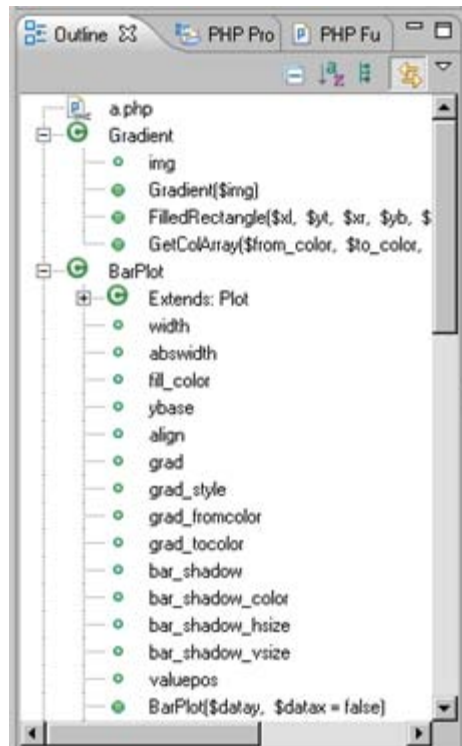 Outline PHP Pro PHP Fu
a.php
Gradient
img
Gradient($img)
FilledRectangle($xl, $yt, $xr, $yb, $
GetColArray($from_color, $to_color,
BarPlot
Extends: Plot
width
abswidth
fill_color
ybase
align
grad
grad_style
grad_fromcolor
grad_tocolor
bar_shadow
bar_shadow_color
bar_shadow_hsize
bar_shadow_vsize
valuepos
BarPlot($datay, $datax = false)